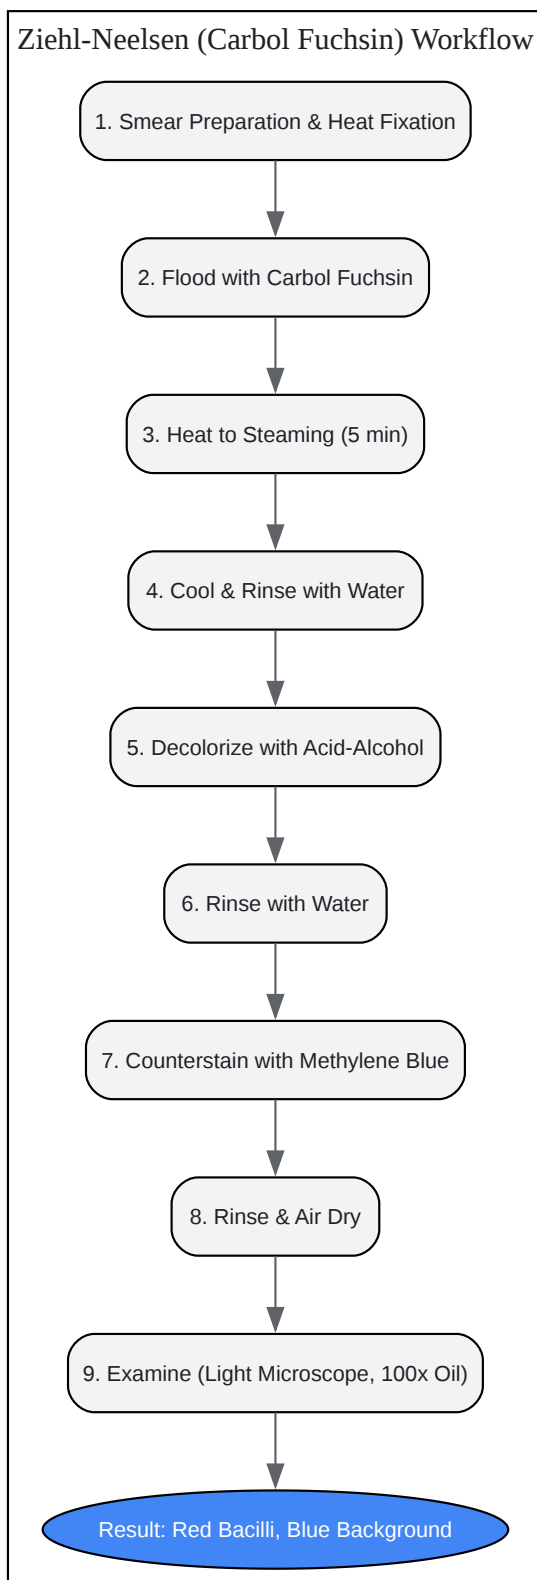 Ziehl-Neelsen (Carbol Fuchsin) Workflow
1. Smear Preparation & Heat Fixation
2. Flood with Carbol Fuchsin
3. Heat to Steaming (5 min)
4. Cool & Rinse with Water
5. Decolorize with Acid-Alcohol
6. Rinse with Water
7. Counterstain with Methylene Blue
8. Rinse & Air Dry
9. Examine (Light Microscope, 100x Oil)
Result: Red Bacilli, Blue Background